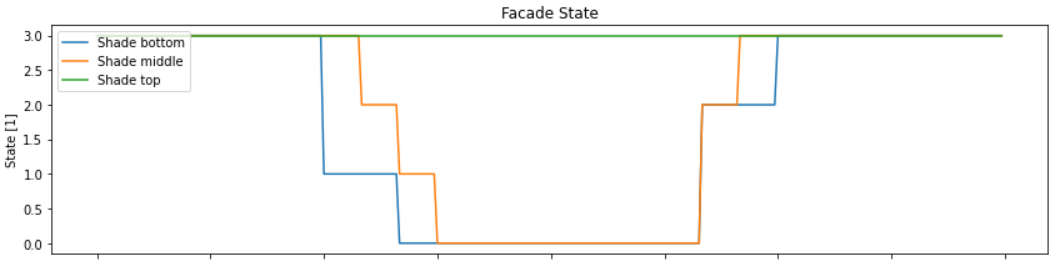 Facade State
State [1]
3.0
2.5
2.0
1.5
1.0
0.5
0.0
Shade bottom
Shade middle
Shade top